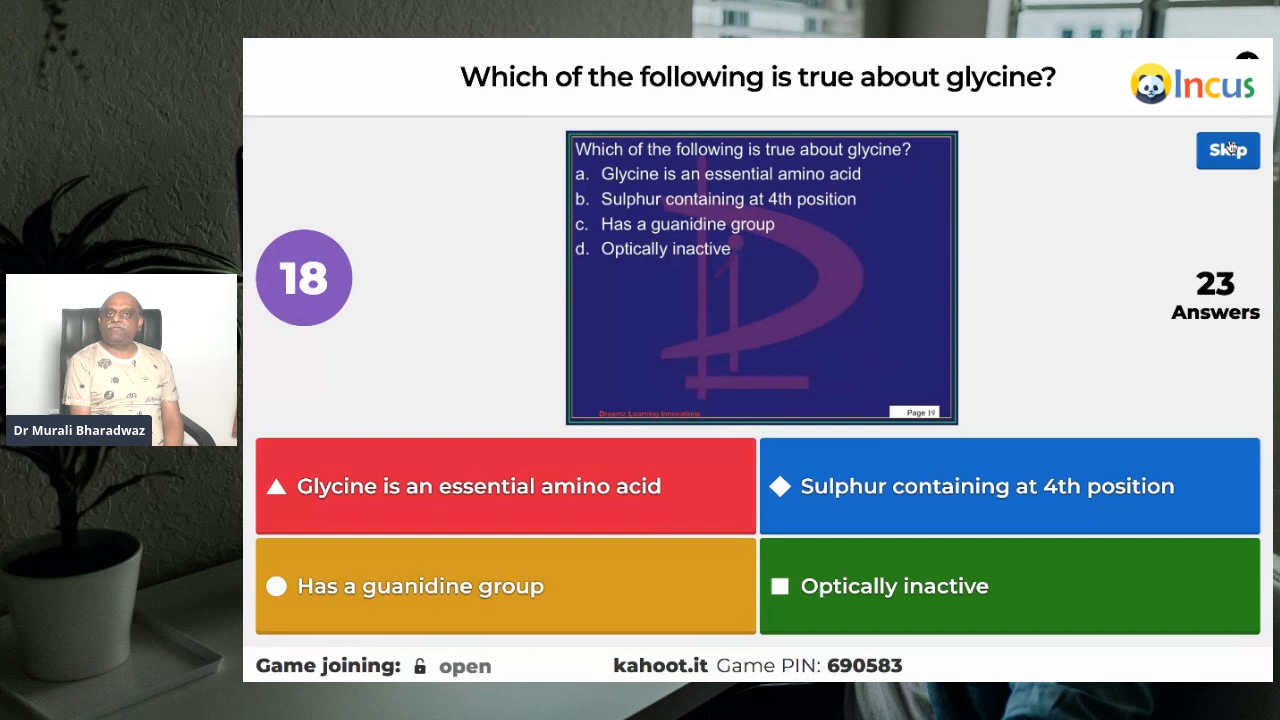 Which of the following is true about glycine?
Incus
Which of the following is true about glycine?
a. Glycine is an essential amino acid
b. Sulphur containing at 4th position
c. Has a guanidine group
d. Optically inactive
Dreamz Learning Innovations
Page 19
Skip
18
23
Answers
Dr Murali Bharadwaz
Glycine is an essential amino acid
Sulphur containing at 4th position
Has a guanidine group
Optically inactive
Game joining: open
kahoot.it Game PIN: 690583